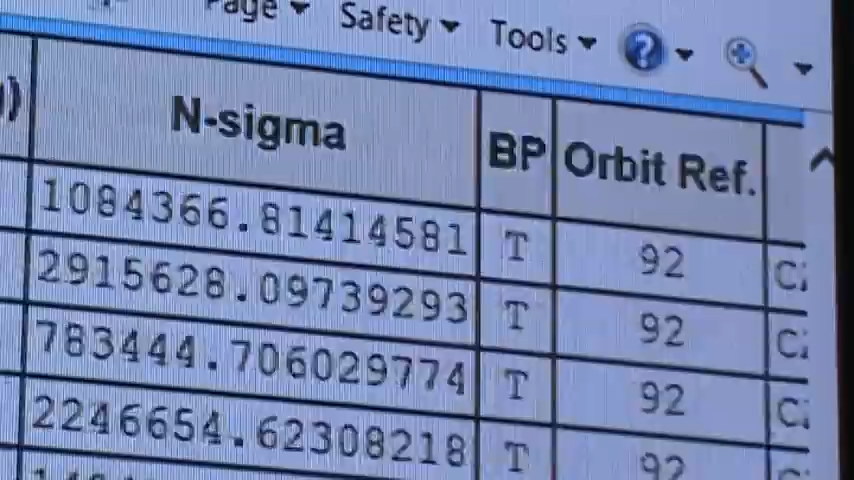 Page Safety Tools
N-sigma BP Orbit Ref.
1084366.81414581 T 92
2915628.09739293 T 92
783444.706029774 T 92
2246654.62308218 T 92